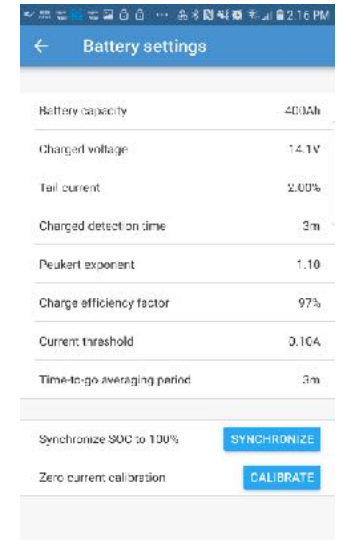 2:16 PM
Battery settings
Battery capacity 400Ah
Charged voltage 14.1V
Tail current 2.00%
Charged detection time 3m
Peukert exponent 1.10
Charge efficiency factor 97%
Current threshold 0.10A
Time-to-go averaging period 3m
Synchronize SOC to 100% SYNCHRONIZE
Zero current calibration CALIBRATE